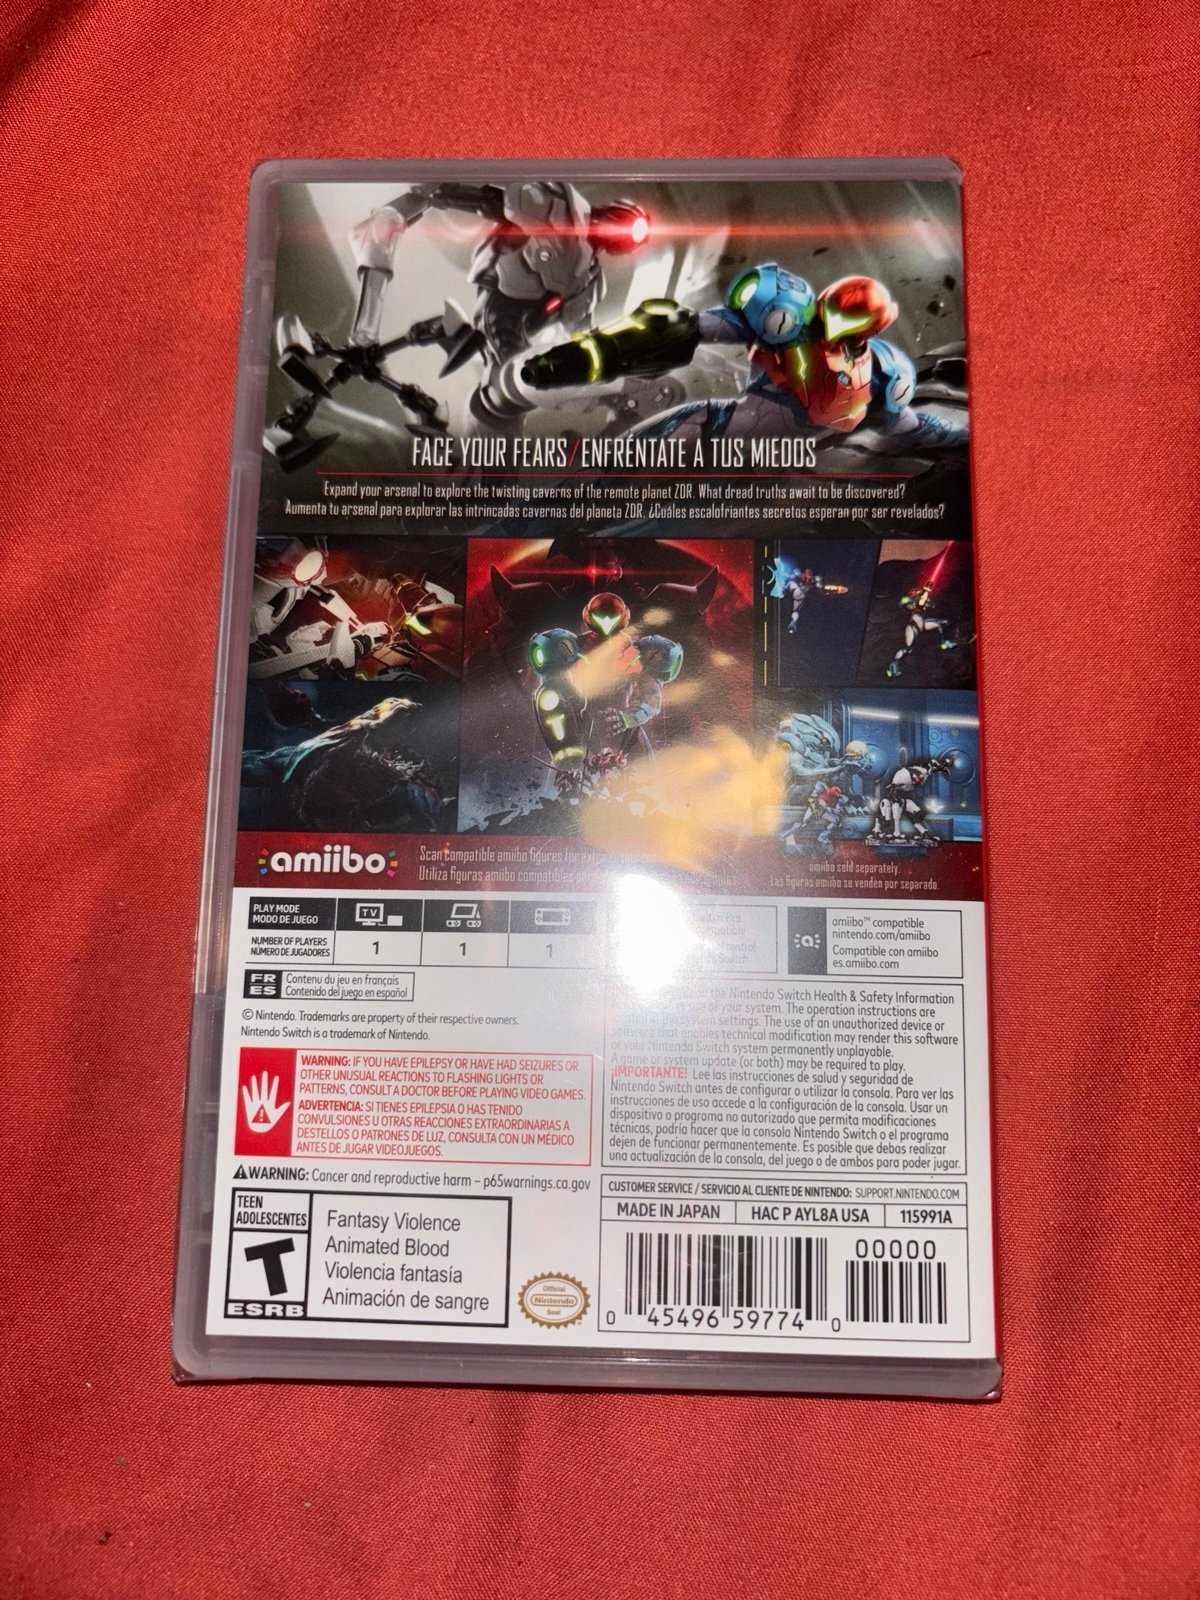 FACE YOUR FEARS/ENFRÉNTATE A TUS MIEDOS
Expand your arsenal to explore the twisting caverns of the remote planet ZDR. What dread truths await to be discovered?
Aumenta tu arsenal para explorar las intrincadas cavernas del planeta ZDR. ¿Cuáles escalofriantes secretos esperan por ser revelados?
amiibo
Scan compatible amiibo figures for extra
Utiliza figuras amiibo compatibles para
amiibo sold separately.
Las figuras amiibo se venden por separado.
PLAY MODE
MODO DE JUEGO
TV
NUMBER OF PLAYERS
NÚMERO DE JUGADORES
1 1 1
Switch Pro
compatible
control
Switch
amiibo™ compatible
nintendo.com/amiibo
Compatible con amiibo
es.amiibo.com
FR Contenu du jeu en français
ES Contenido del juego en español
© Nintendo. Trademarks are property of their respective owners.
Nintendo Switch is a trademark of Nintendo.
WARNING: IF YOU HAVE EPILEPSY OR HAVE HAD SEIZURES OR
OTHER UNUSUAL REACTIONS TO FLASHING LIGHTS OR
PATTERNS, CONSULT A DOCTOR BEFORE PLAYING VIDEO GAMES.
ADVERTENCIA: SI TIENES EPILEPSIA O HAS TENIDO
CONVULSIONES U OTRAS REACCIONES EXTRAORDINARIAS A
DESTELLOS O PATRONES DE LUZ, CONSULTA CON UN MÉDICO
ANTES DE JUGAR VIDEOJUEGOS.
WARNING: Cancer and reproductive harm – p65warnings.ca.gov
the Nintendo Switch Health & Safety Information
use of your system. The operation instructions are
located in the system settings. The use of an unauthorized device or
software that enables technical modification may render this software
or your Nintendo Switch system permanently unplayable.
A game or system update (or both) may be required to play.
¡IMPORTANTE! Lee las instrucciones de salud y seguridad de
Nintendo Switch antes de configurar o utilizar la consola. Para ver las
instrucciones de uso accede a la configuración de la consola. Usar un
dispositivo o programa no autorizado que permita modificaciones
técnicas, podría hacer que la consola Nintendo Switch o el programa
dejen de funcionar permanentemente. Es posible que debas realizar
una actualización de la consola, del juego o de ambos para poder jugar.
CUSTOMER SERVICE / SERVICIO AL CLIENTE DE NINTENDO: SUPPORT.NINTENDO.COM
MADE IN JAPAN HAC P AYL8A USA 115991A
TEEN
ADOLESCENTES
T
ESRB
Fantasy Violence
Animated Blood
Violencia fantasía
Animación de sangre
Official
Nintendo
Seal
0 45496 59774 0
00000